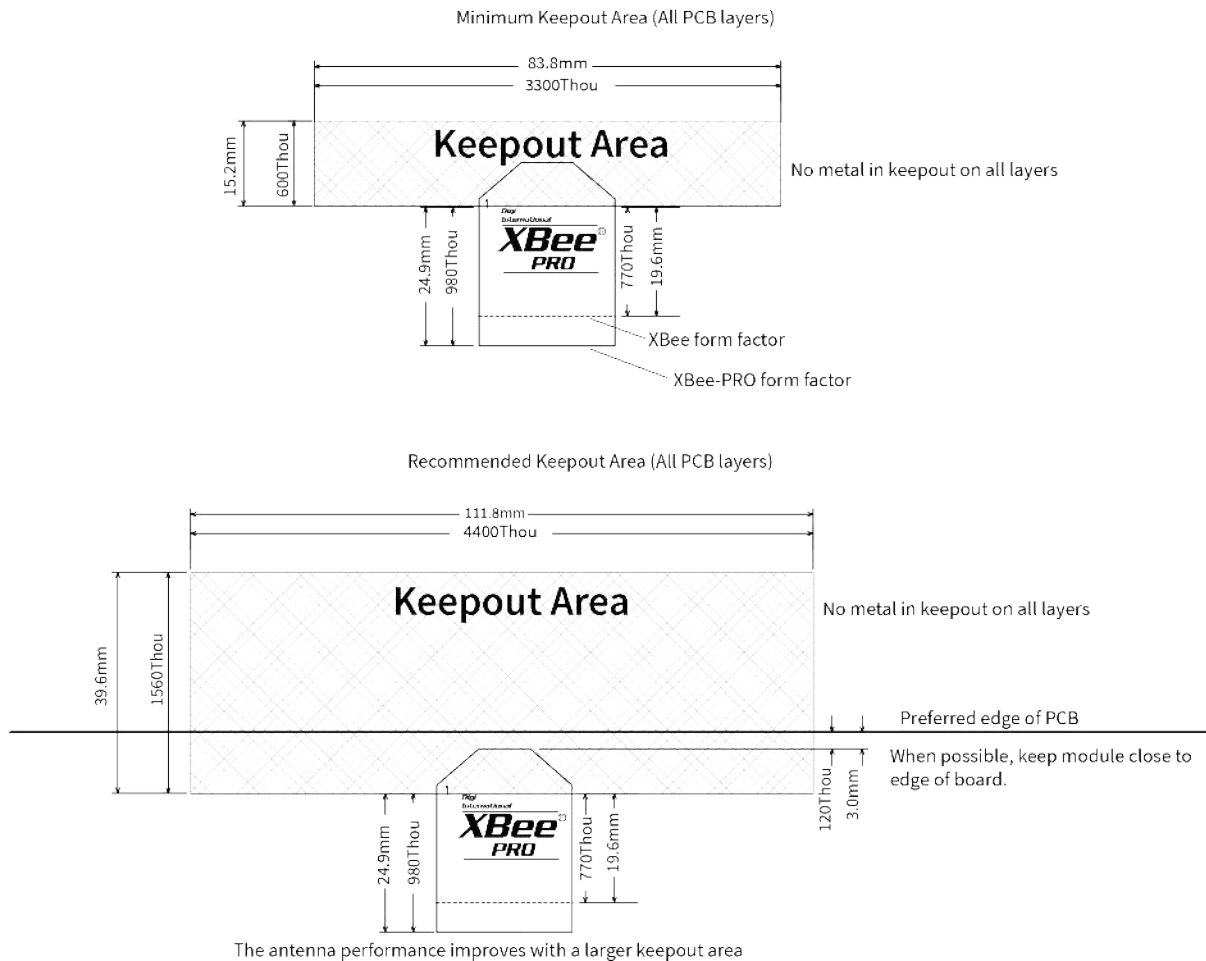 Minimum Keepout Area (All PCB layers)
83.8mm
3300Thou
Keepout Area
15.2mm
600Thou
No metal in keepout on all layers
1
Digi
International
XBee®
PRO
24.9mm
980Thou
770Thou
19.6mm
XBee form factor
XBee-PRO form factor
Recommended Keepout Area (All PCB layers)
111.8mm
4400Thou
Keepout Area
No metal in keepout on all layers
39.6mm
1560Thou
Preferred edge of PCB
When possible, keep module close to
edge of board.
120Thou
3.0mm
1
Digi
International
XBee®
PRO
24.9mm
980Thou
770Thou
19.6mm
The antenna performance improves with a larger keepout area